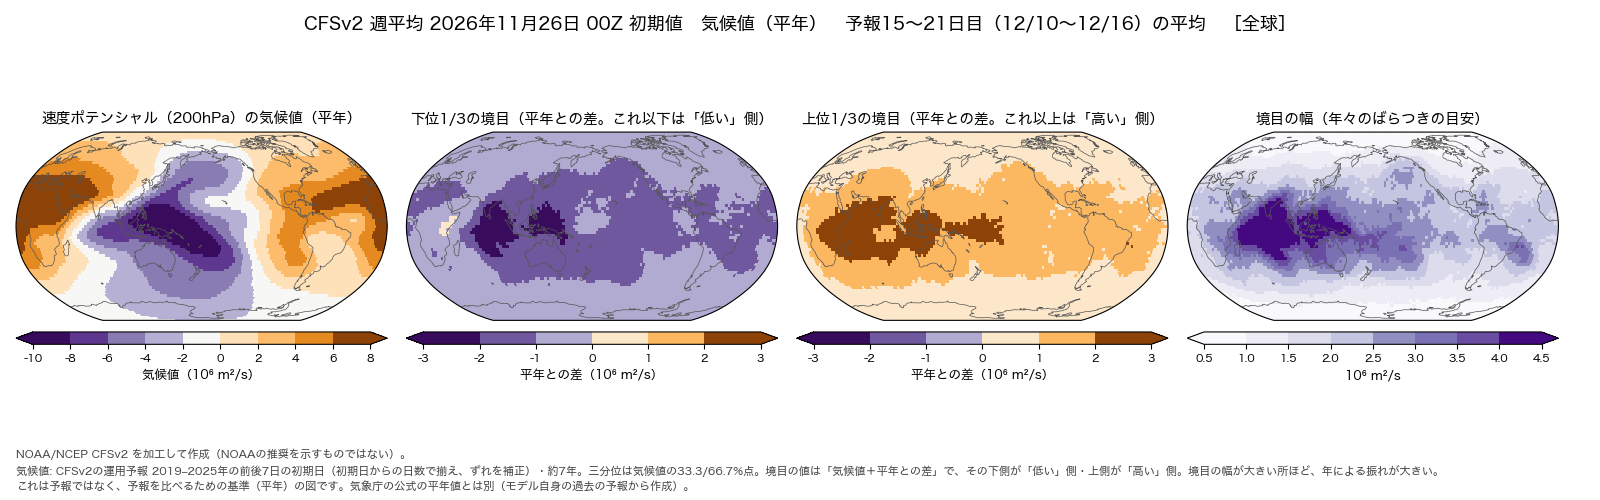 CFSv2 週平均 2026年11月26日 00Z 初期値　気候値（平年）　予報15～21日目（12/10～12/16）の平均　［全球］
速度ポテンシャル（200hPa）の気候値（平年）
下位1/3の境目（平年との差。これ以下は「低い」側）
上位1/3の境目（平年との差。これ以上は「高い」側）
境目の幅（年々のばらつきの目安）
-10 -8 -6 -4 -2 0 2 4 6 8
-3 -2 -1 0 1 2 3
-3 -2 -1 0 1 2 3
0.5 1.0 1.5 2.0 2.5 3.0 3.5 4.0 4.5
気候値（10⁶ m²/s）
平年との差（10⁶ m²/s）
平年との差（10⁶ m²/s）
10⁶ m²/s
NOAA/NCEP CFSv2 を加工して作成（NOAAの推奨を示すものではない）。
気候値: CFSv2の運用予報 2019–2025年の前後7日の初期日（初期日からの日数で揃え、ずれを補正）・約7年。三分位は気候値の33.3/66.7%点。境目の値は「気候値＋平年との差」で、その下側が「低い」側・上側が「高い」側。境目の幅が大きい所ほど、年による振れが大きい。
これは予報ではなく、予報を比べるための基準（平年）の図です。気象庁の公式の平年値とは別（モデル自身の過去の予報から作成）。